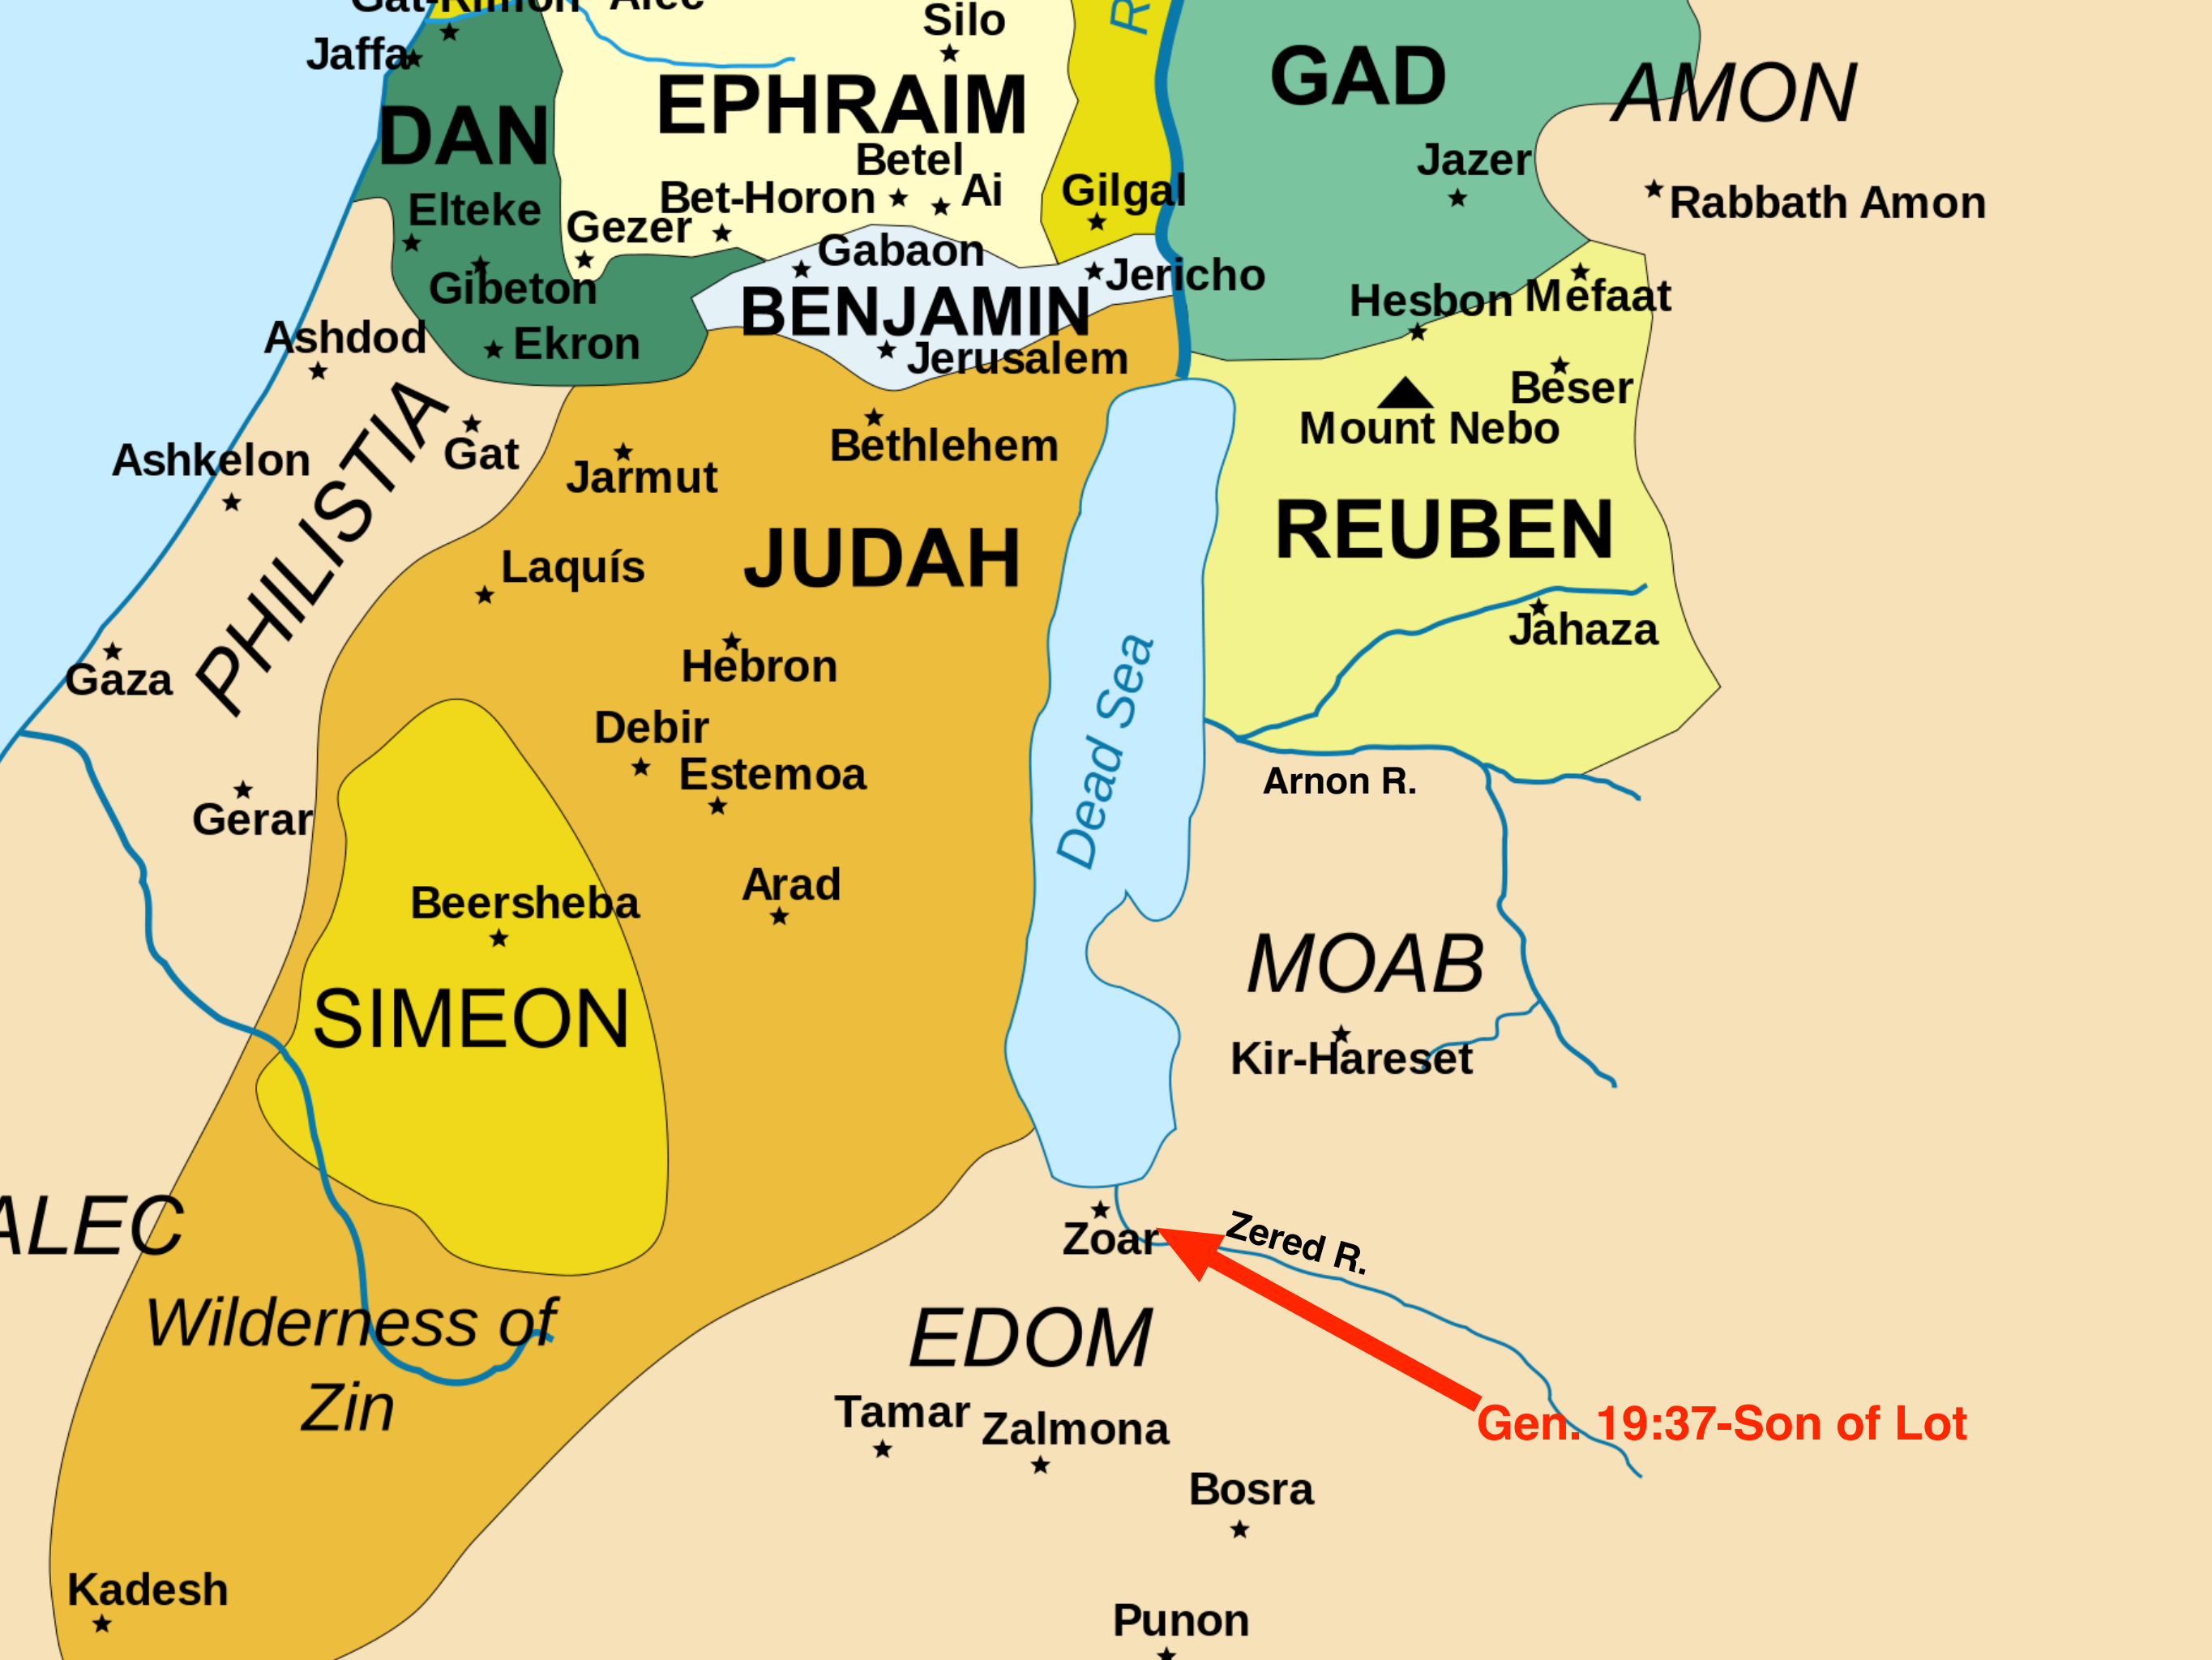 Gat-Rimon
Jaffa
Silo
R
DAN
EPHRAIM
GAD
AMON
Betel
Jazer
Bet-Horon
Ai
Gilgal
Rabbath Amon
Elteke
Gezer
Gabaon
Jericho
Gibeton
BENJAMIN
Hesbon
Mefaat
Ashdod
Ekron
Jerusalem
Beser
Mount Nebo
Ashkelon
PHILISTIA
Gat
Jarmut
Bethlehem
REUBEN
Laquís
JUDAH
Jahaza
Gaza
Hebron
Dead Sea
Debir
Estemoa
Arnon R.
Gerar
Arad
Beersheba
MOAB
SIMEON
Kir-Hareset
ALEC
Zoar
Zered R.
Wilderness of
Zin
EDOM
Tamar
Zalmona
Gen. 19:37-Son of Lot
Bosra
Kadesh
Punon